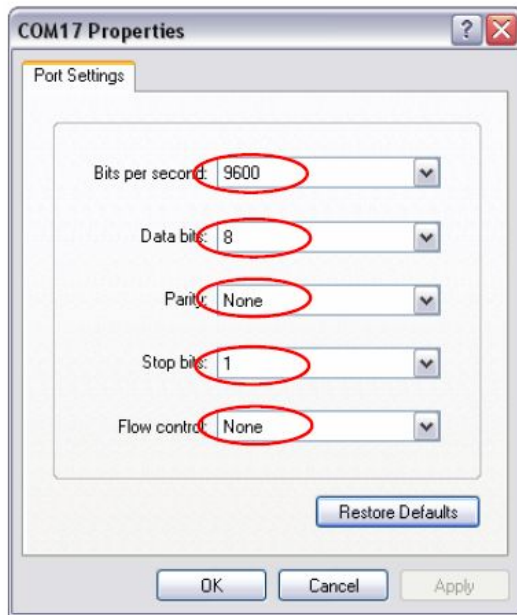 COM17 Properties
Port Settings
Bits per second: 9600
Data bits: 8
Parity: None
Stop bits: 1
Flow control: None
Restore Defaults
OK Cancel Apply